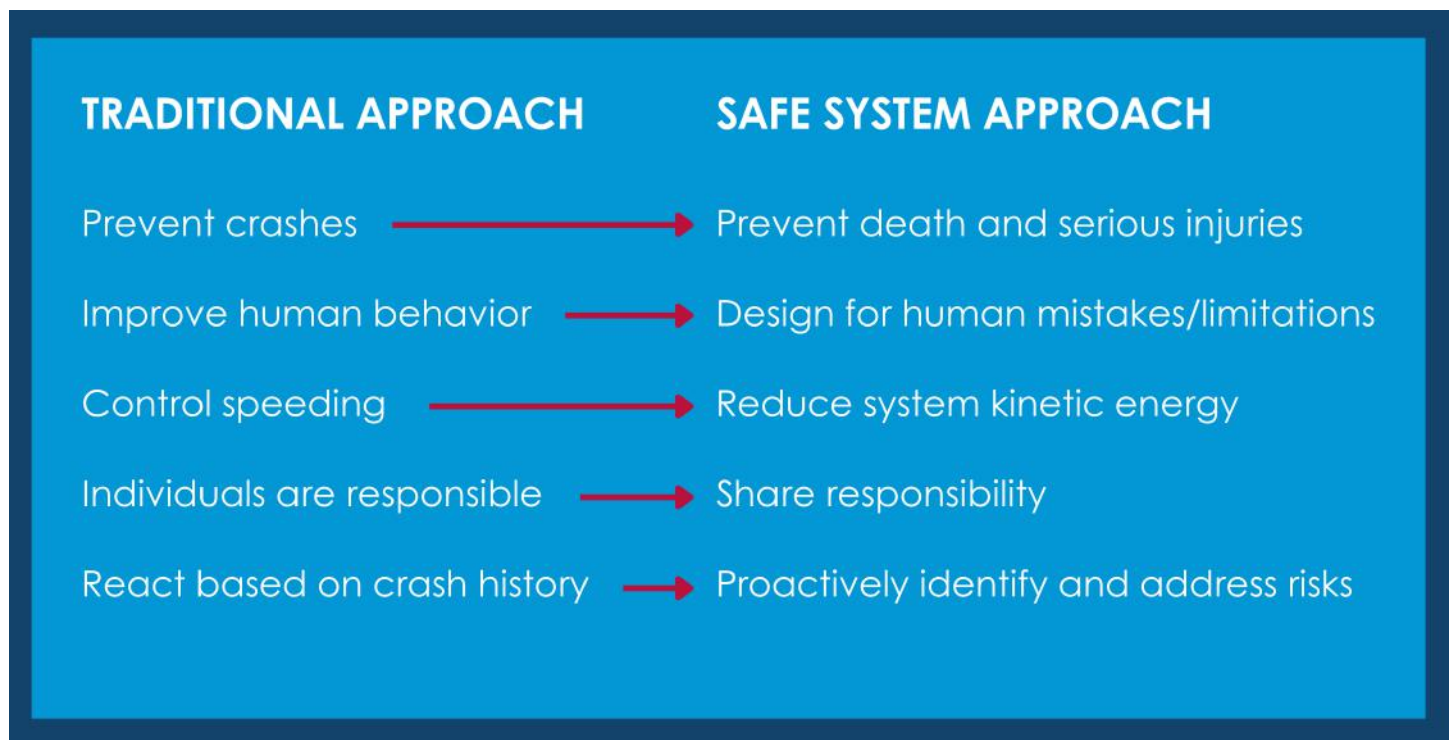 TRADITIONAL APPROACH SAFE SYSTEM APPROACH
Prevent crashes Prevent death and serious injuries
Improve human behavior Design for human mistakes/limitations
Control speeding Reduce system kinetic energy
Individuals are responsible Share responsibility
React based on crash history Proactively identify and address risks